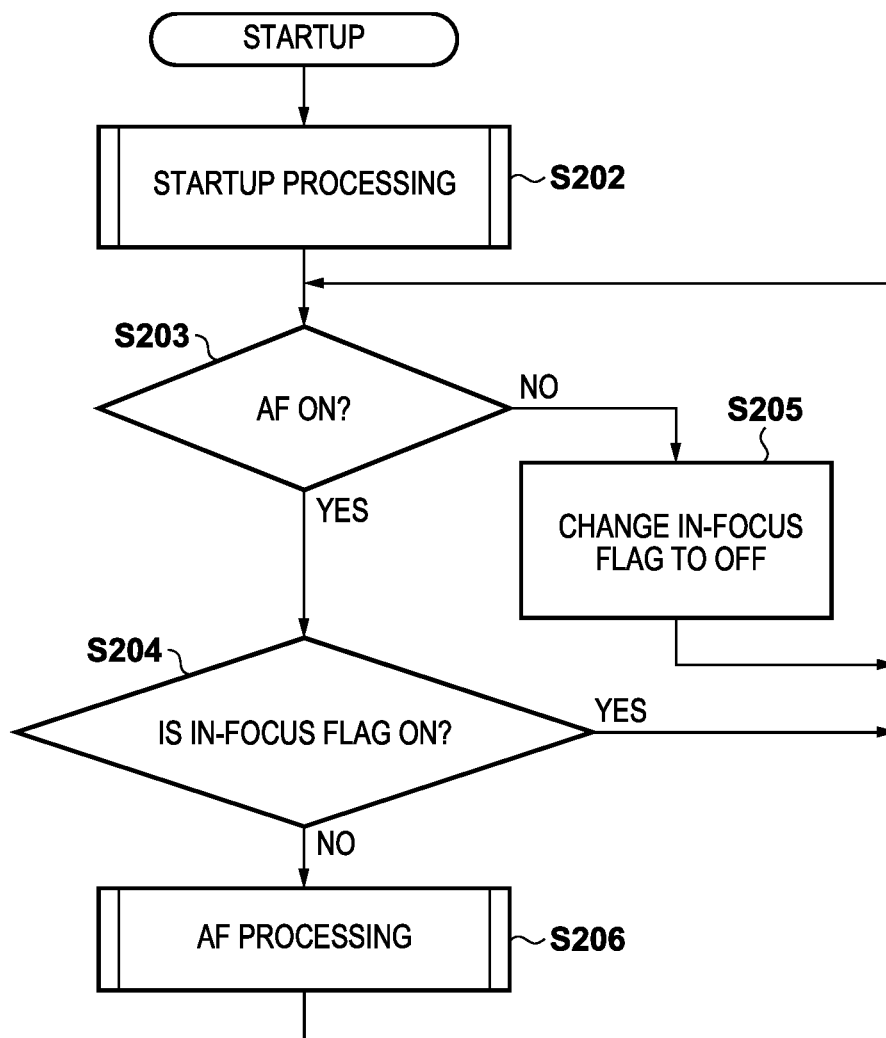 STARTUP
STARTUP PROCESSING
S202
S203
AF ON?
NO
YES
S205
CHANGE IN-FOCUS
FLAG TO OFF
S204
IS IN-FOCUS FLAG ON?
YES
NO
AF PROCESSING
S206